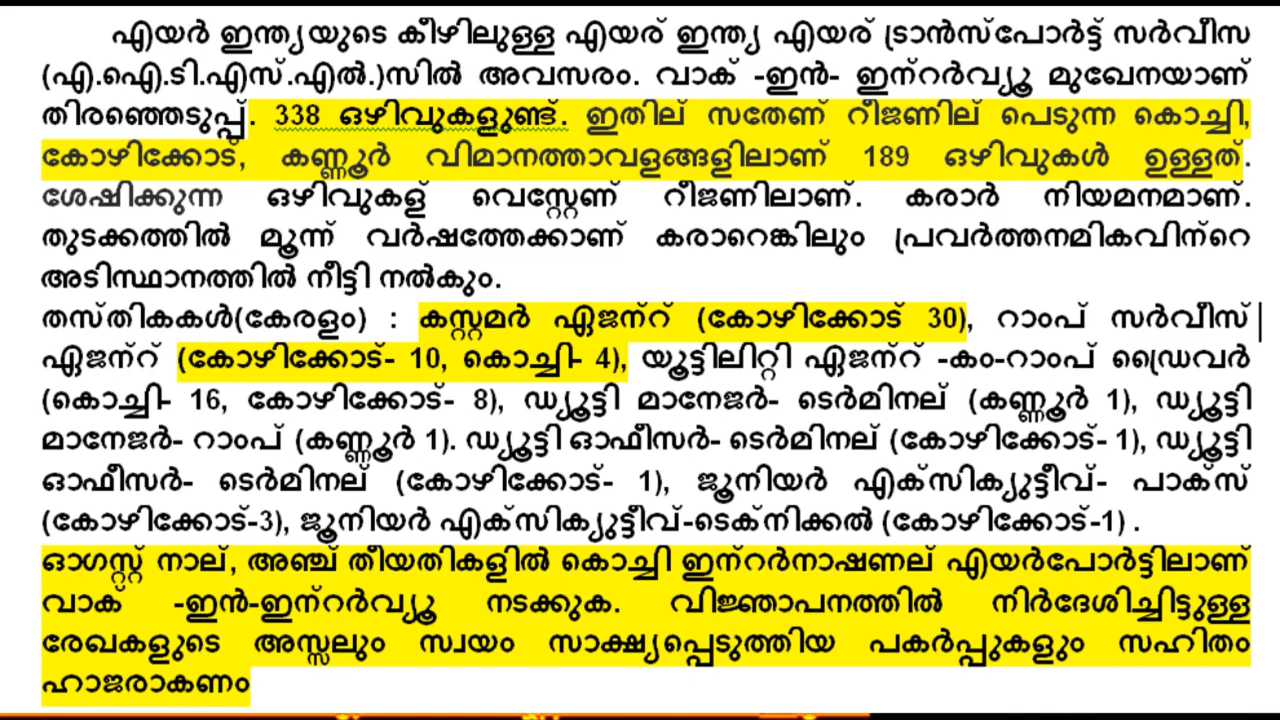 എയർ ഇന്ത്യയുടെ കീഴിലുള്ള എയര് ഇന്ത്യ എയര് ട്രാൻസ്പോർട്ട് സർവീസ
(എ.ഐ.ടി.എസ്.എൽ.)സിൽ അവസരം. വാക് -ഇൻ- ഇന്റർവ്യൂ മുഖേനയാണ്
തിരഞ്ഞെടുപ്പ്. 338 ഒഴിവുകളുണ്ട്. ഇതില് സതേണ് റീജണില് പെടുന്ന കൊച്ചി,
കോഴിക്കോട്, കണ്ണൂർ വിമാനത്താവളങ്ങളിലാണ് 189 ഒഴിവുകൾ ഉള്ളത്.
ശേഷിക്കുന്ന ഒഴിവുകള് വെസ്റ്റേണ് റീജണിലാണ്. കരാർ നിയമനമാണ്.
തുടക്കത്തിൽ മൂന്ന് വർഷത്തേക്കാണ് കരാറെങ്കിലും പ്രവർത്തനമികവിന്റെ
അടിസ്ഥാനത്തിൽ നീട്ടി നൽകും.
തസ്തികകൾ(കേരളം) : കസ്റ്റമർ ഏജന്റ് (കോഴിക്കോട് 30), റാംപ് സർവീസ്
ഏജന്റ് (കോഴിക്കോട്- 10, കൊച്ചി- 4), യൂട്ടിലിറ്റി ഏജന്റ് -കം-റാംപ് ഡ്രൈവർ
(കൊച്ചി- 16, കോഴിക്കോട്- 8), ഡ്യൂട്ടി മാനേജർ- ടെർമിനല് (കണ്ണൂർ 1), ഡ്യൂട്ടി
മാനേജർ- റാംപ് (കണ്ണൂർ 1). ഡ്യൂട്ടി ഓഫീസർ- ടെർമിനല് (കോഴിക്കോട്- 1), ഡ്യൂട്ടി
ഓഫീസർ- ടെർമിനല് (കോഴിക്കോട്- 1), ജൂനിയർ എക്സിക്യുട്ടീവ്- പാക്സ്
(കോഴിക്കോട്-3), ജൂനിയർ എക്സിക്യുട്ടീവ്-ടെക്നിക്കൽ (കോഴിക്കോട്-1) .
ഓഗസ്റ്റ് നാല്, അഞ്ച് തീയതികളിൽ കൊച്ചി ഇന്റർനാഷണല് എയർപോർട്ടിലാണ്
വാക് -ഇൻ-ഇന്റർവ്യൂ നടക്കുക. വിജ്ഞാപനത്തിൽ നിർദേശിച്ചിട്ടുള്ള
രേഖകളുടെ അസ്സലും സ്വയം സാക്ഷ്യപ്പെടുത്തിയ പകർപ്പുകളും സഹിതം
ഹാജരാകണം